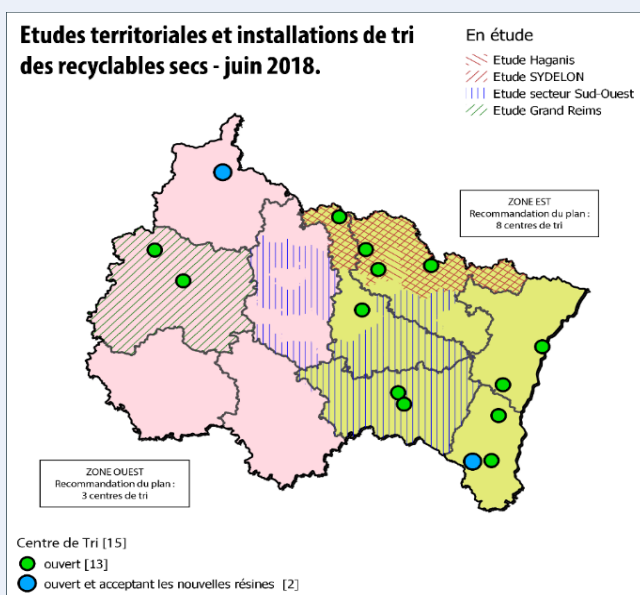 Etudes territoriales et installations de tri
des recyclables secs - juin 2018.
En étude
Etude Haganis
Etude SYDELON
Etude secteur Sud-Ouest
Etude Grand Reims
ZONE EST
Recommandation du plan :
8 centres de tri
ZONE OUEST
Recommandation du plan :
3 centres de tri
Centre de Tri [15]
ouvert [13]
ouvert et acceptant les nouvelles résines [2]